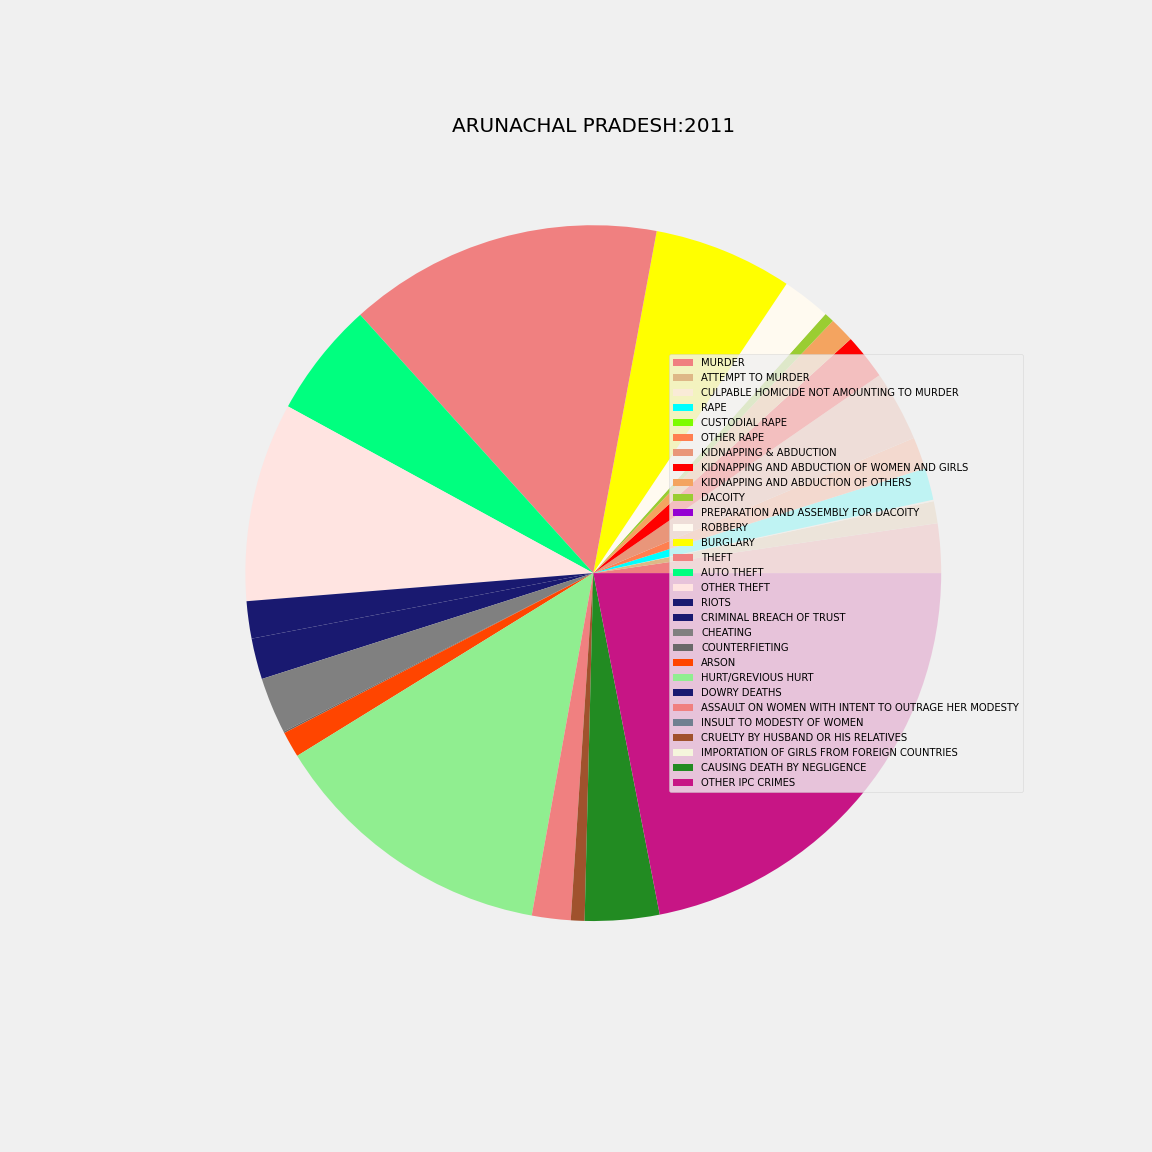 ARUNACHAL PRADESH:2011
MURDER
ATTEMPT TO MURDER
CULPABLE HOMICIDE NOT AMOUNTING TO MURDER
RAPE
CUSTODIAL RAPE
OTHER RAPE
KIDNAPPING & ABDUCTION
KIDNAPPING AND ABDUCTION OF WOMEN AND GIRLS
KIDNAPPING AND ABDUCTION OF OTHERS
DACOITY
PREPARATION AND ASSEMBLY FOR DACOITY
ROBBERY
BURGLARY
THEFT
AUTO THEFT
OTHER THEFT
RIOTS
CRIMINAL BREACH OF TRUST
CHEATING
COUNTERFIETING
ARSON
HURT/GREVIOUS HURT
DOWRY DEATHS
ASSAULT ON WOMEN WITH INTENT TO OUTRAGE HER MODESTY
INSULT TO MODESTY OF WOMEN
CRUELTY BY HUSBAND OR HIS RELATIVES
IMPORTATION OF GIRLS FROM FOREIGN COUNTRIES
CAUSING DEATH BY NEGLIGENCE
OTHER IPC CRIMES